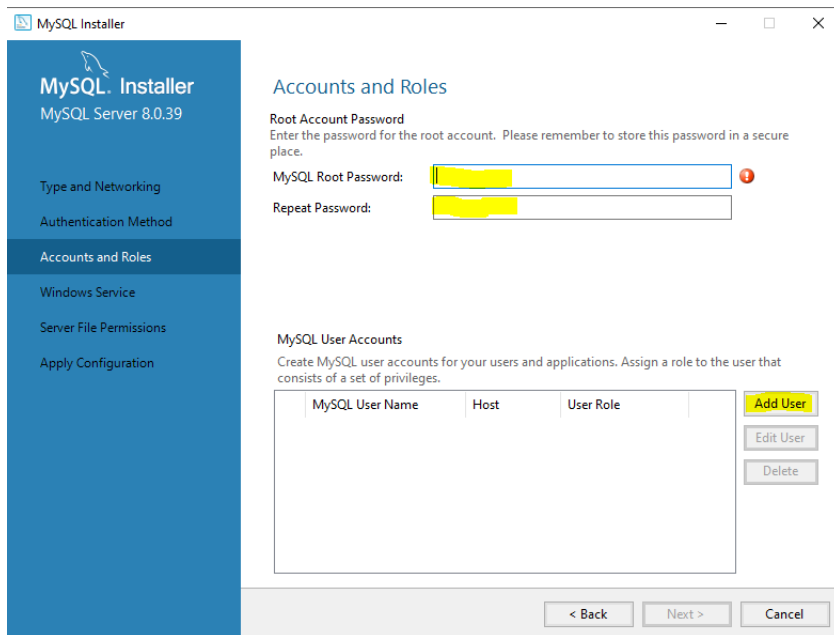 MySQL Installer
MySQL. Installer
MySQL Server 8.0.39
Type and Networking
Authentication Method
Accounts and Roles
Windows Service
Server File Permissions
Apply Configuration
Accounts and Roles
Root Account Password
Enter the password for the root account. Please remember to store this password in a secure
place.
MySQL Root Password:
Repeat Password:
MySQL User Accounts
Create MySQL user accounts for your users and applications. Assign a role to the user that
consists of a set of privileges.
MySQL User Name Host User Role
Add User
Edit User
Delete
< Back Next > Cancel